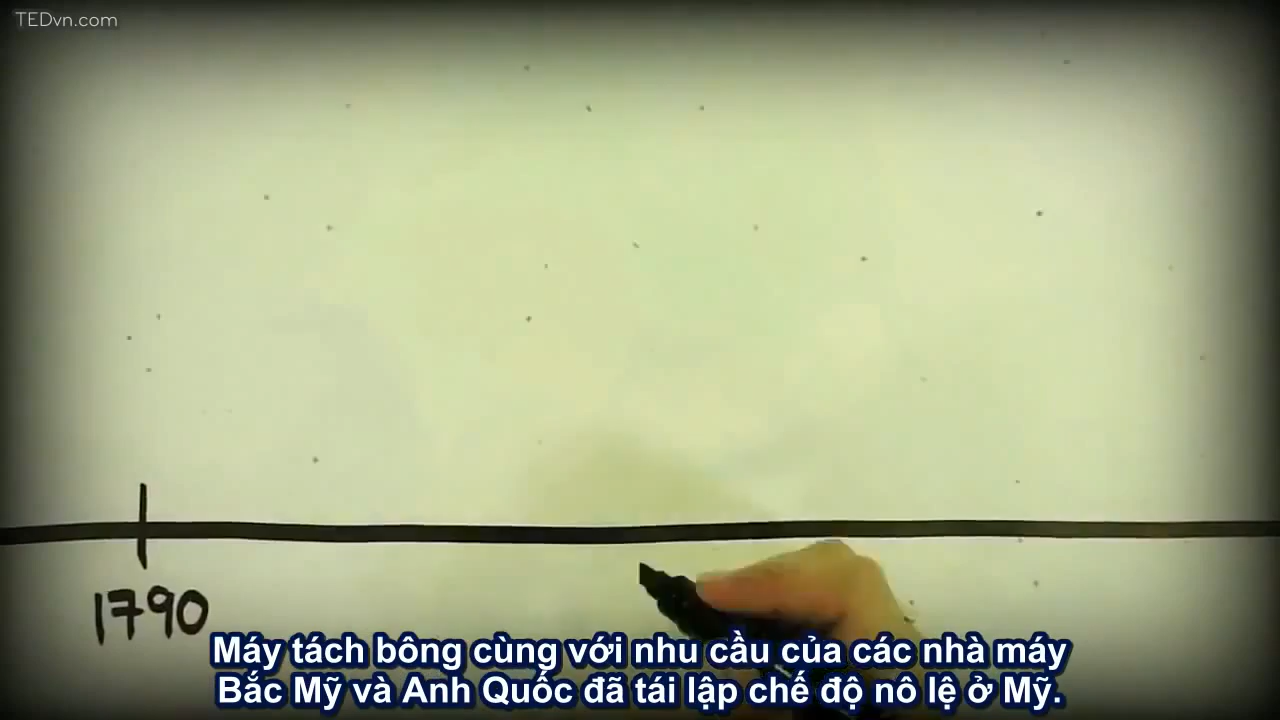 TEDvn.com
1790
Máy tách bông cùng với nhu cầu của các nhà máy
Bắc Mỹ và Anh Quốc đã tái lập chế độ nô lệ ở Mỹ.